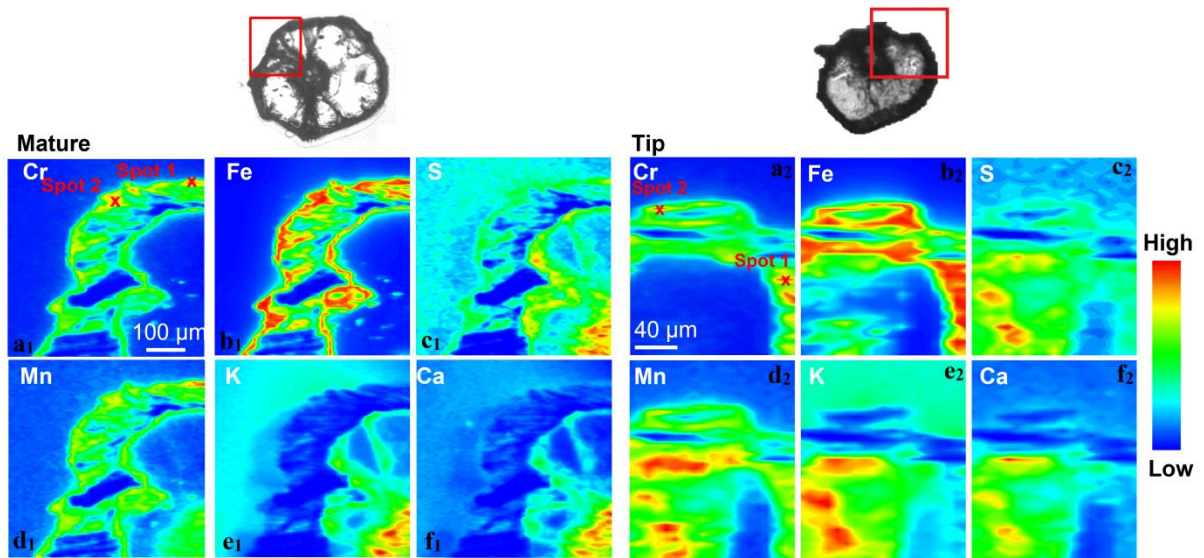 Mature
Tip
Cr
Spot 1
Spot 2
100 µm
a1
Fe
b1
S
c1
Cr
a2
Spot 2
Spot 1
40 µm
Fe
b2
S
c2
High
Low
Mn
d1
K
e1
Ca
f1
Mn
d2
K
e2
Ca
f2